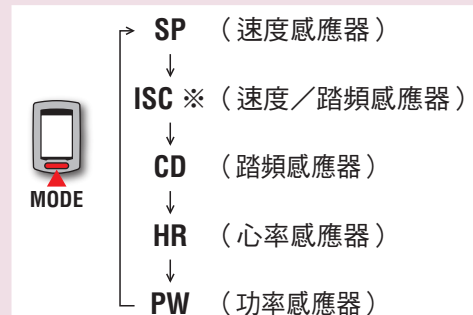 SP （速度感應器）
ISC ※（速度／踏頻感應器）
CD （踏頻感應器）
MODE
HR （心率感應器）
PW （功率感應器）